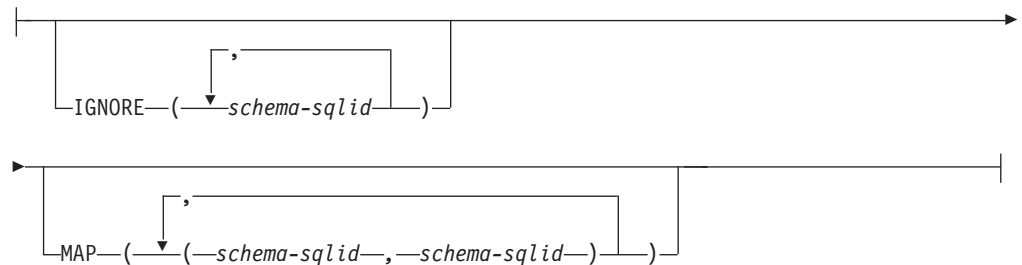 ,
IGNORE ( schema-sqlid )
,
MAP ( ( schema-sqlid , schema-sqlid ) )